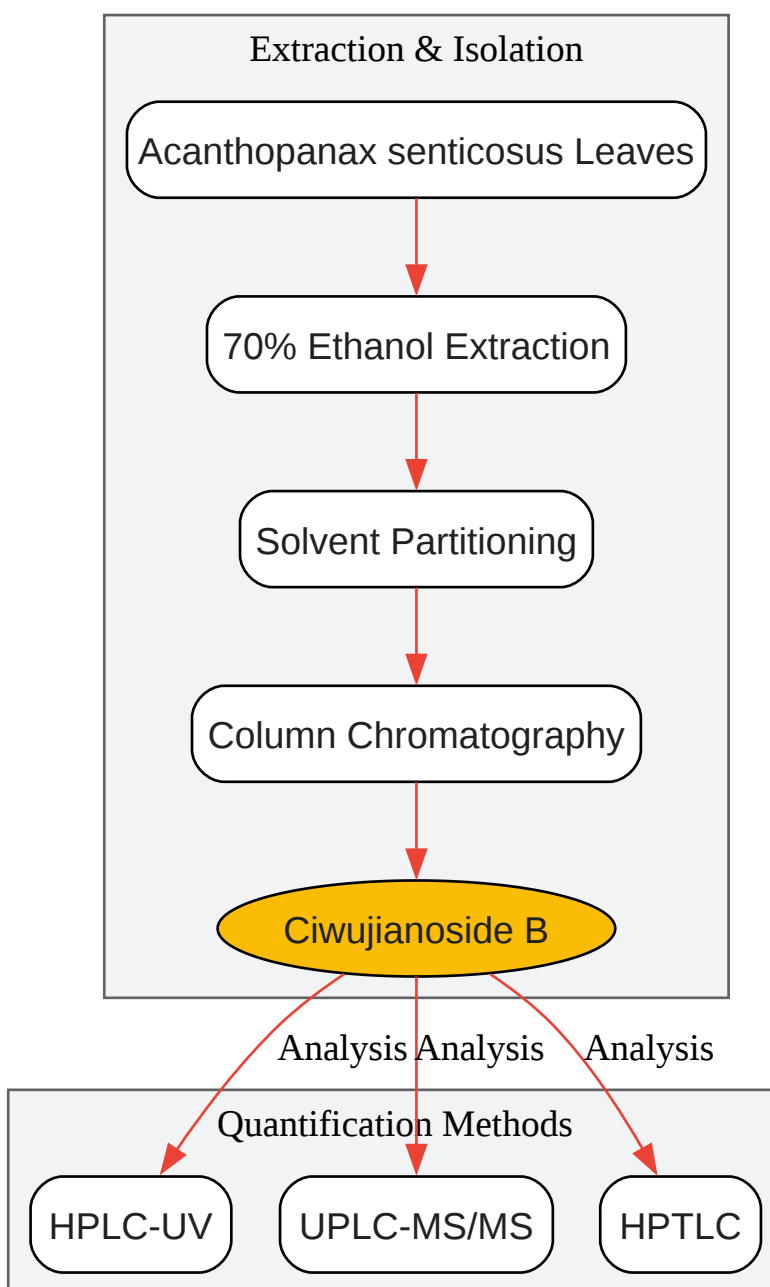 Extraction & Isolation
Acanthopanax senticosus Leaves
70% Ethanol Extraction
Solvent Partitioning
Column Chromatography
Ciwujianoside B
Analysis Analysis Analysis
Quantification Methods
HPLC-UV UPLC-MS/MS HPTLC